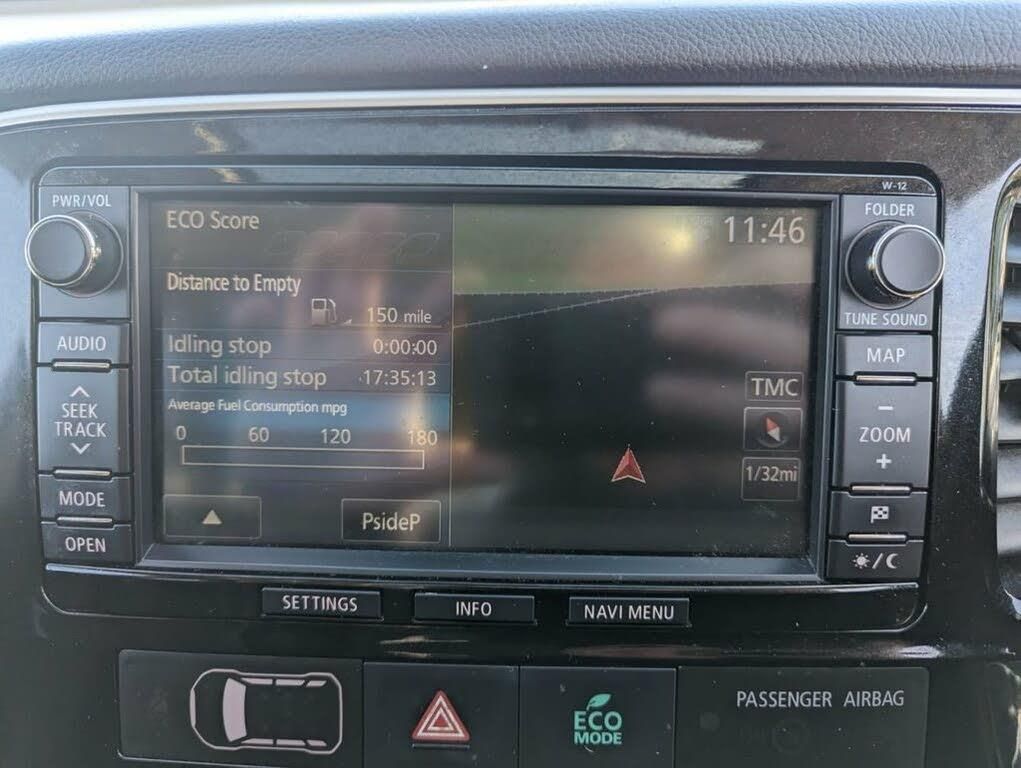 W-12
PWR/VOL
FOLDER
ECO Score
11:46
Distance to Empty
150 mile
TUNE SOUND
AUDIO
Idling stop 0:00:00
MAP
Total idling stop 17:35:13
TMC
SEEK
TRACK
Average Fuel Consumption mpg
0 60 120 180
-
ZOOM
+
1/32mi
MODE
PsideP
OPEN
SETTINGS
INFO
NAVI MENU
PASSENGER AIRBAG
ECO
MODE